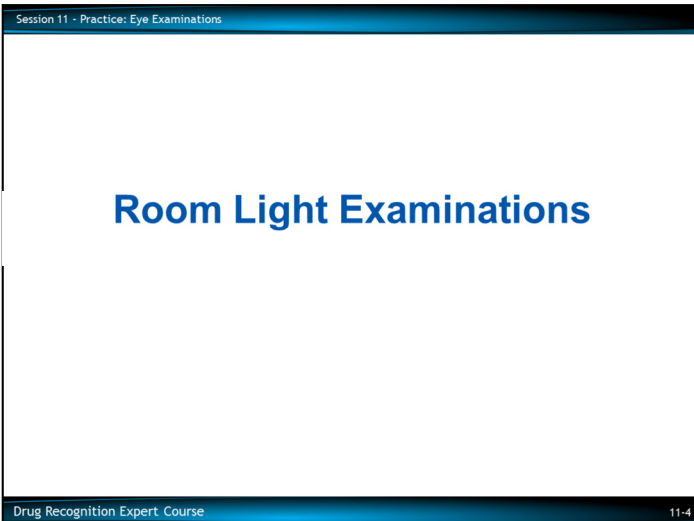 Session 11 - Practice: Eye Examinations
Room Light Examinations
Drug Recognition Expert Course
11-4